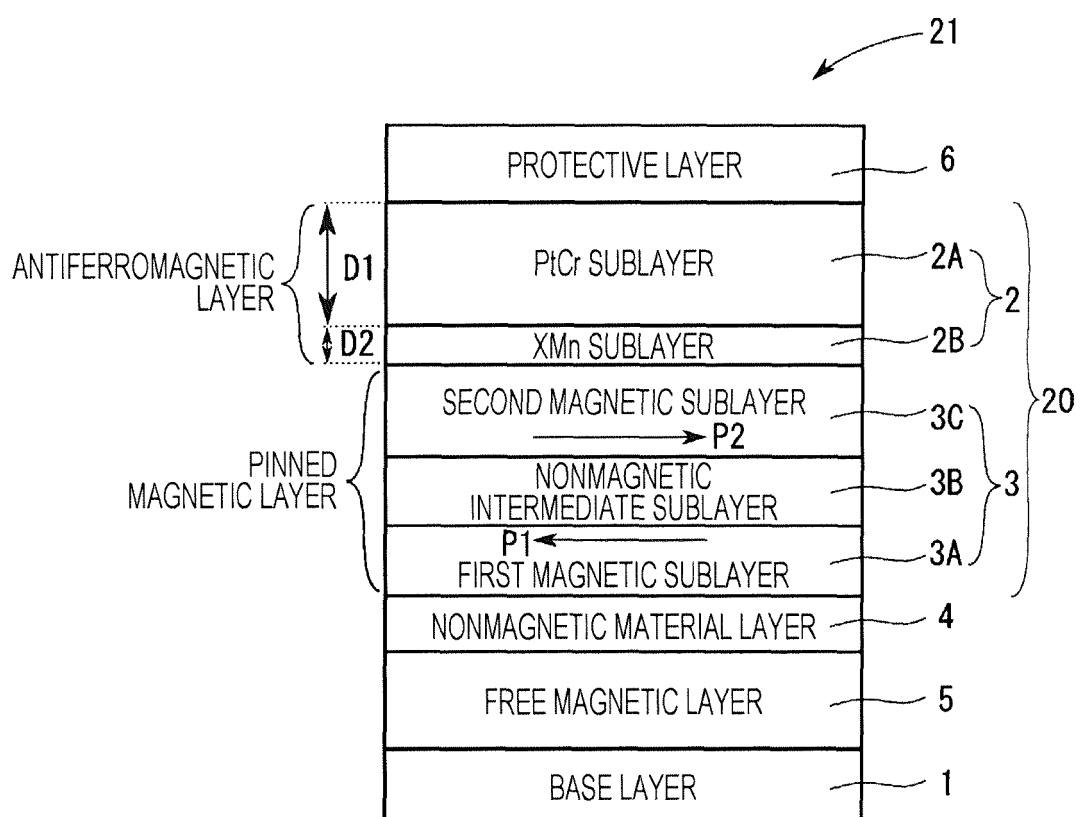 21
PROTECTIVE LAYER
6
ANTIFERROMAGNETIC
LAYER
D1
PtCr SUBLAYER
2A
2
D2
XMn SUBLAYER
2B
20
PINNED
MAGNETIC LAYER
SECOND MAGNETIC SUBLAYER
P2
3C
NONMAGNETIC
INTERMEDIATE SUBLAYER
3B
3
P1
FIRST MAGNETIC SUBLAYER
3A
NONMAGNETIC MATERIAL LAYER
4
FREE MAGNETIC LAYER
5
BASE LAYER
1